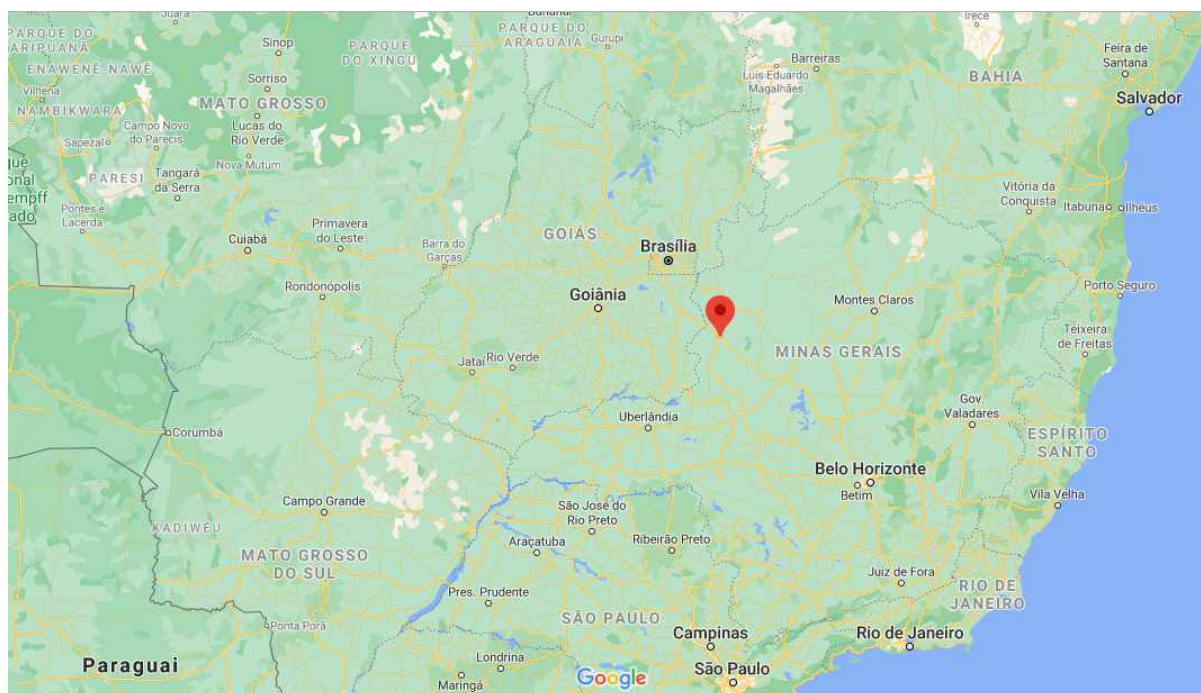 Juara
PARQUE DO
ARIPUANÃ
ENAWENÊ-NAWÊ
Vilhena
NAMBIKWARA
Sapezal
Campo Novo
do Parecis
PARESI
Tangará
da Serra
Pontes e
Lacerda
Sinop
Sorriso
MATO GROSSO
Lucas do
Rio Verde
Nova Mutum
PARQUE
DO XINGU
PARQUE DO
ARAGUAIA
Gurupi
Luís Eduardo
Magalhães
Barreiras
Irecê
BAHIA
Feira de
Santana
Salvador
Cuiabá
Primavera
do Leste
Barra do
Garças
Rondonópolis
GOIÁS
Brasília
Goiânia
Jataí
Rio Verde
Vitória da
Conquista
Itabuna
Ilhéus
Porto Seguro
Montes Claros
MINAS GERAIS
Teixeira
de Freitas
Corumbá
Uberlândia
Gov.
Valadares
ESPÍRITO
SANTO
Belo Horizonte
Betim
Vila Velha
Campo Grande
KADIWÉU
MATO GROSSO
DO SUL
São José do
Rio Preto
Araçatuba
Ribeirão Preto
Juiz de Fora
RIO DE
JANEIRO
Pres. Prudente
SÃO PAULO
Ponta Porã
Campinas
Rio de Janeiro
Paraguai
Londrina
Maringá
Google
São Paulo